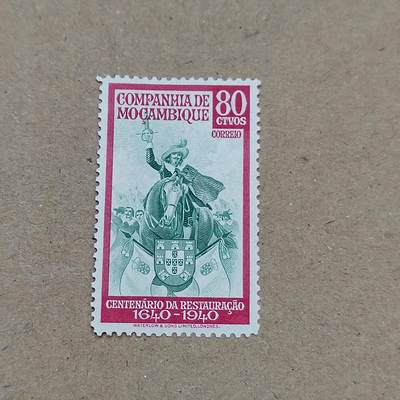 COMPANHIA DE 80
MOÇAMBIQUE CTVOS
CORREIO
CENTENÁRIO DA RESTAURAÇÃO
1640-1940
WATERLOW & SONS LIMITED, LONDRES.